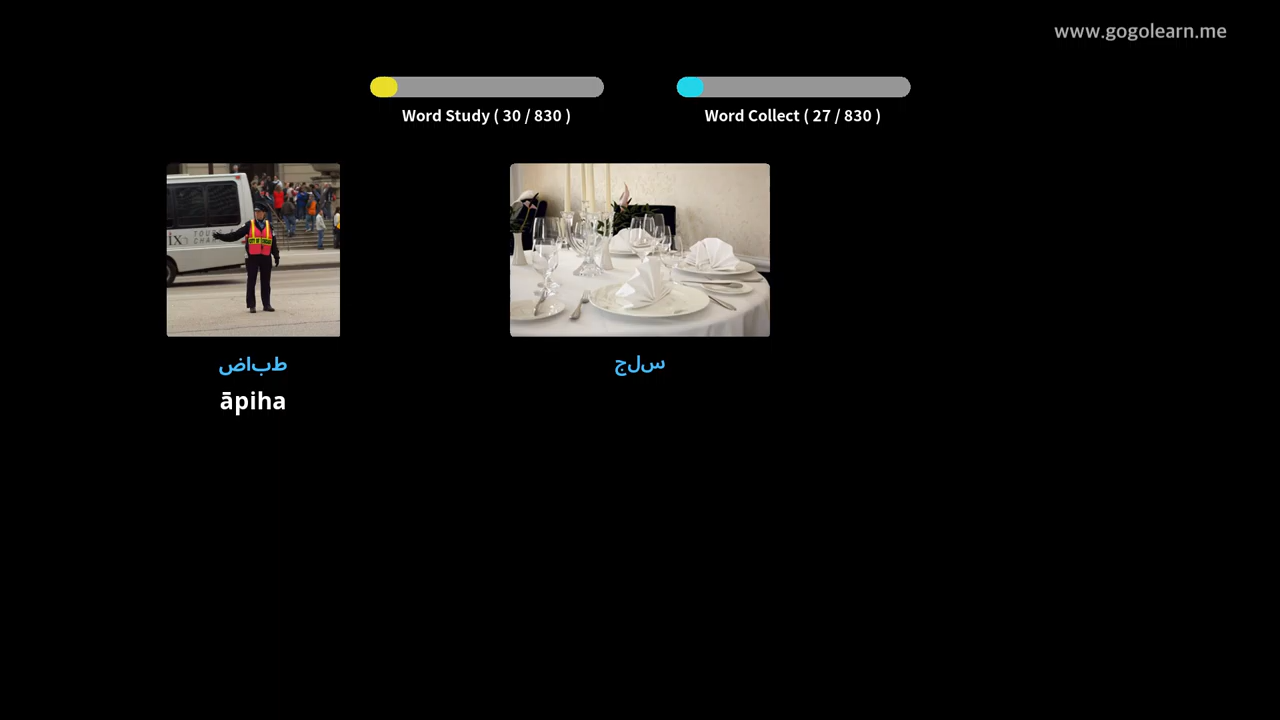 www.gogolearn.me
Word Study ( 30 / 830 )
Word Collect ( 27 / 830 )
طباض
āpiha
سلج